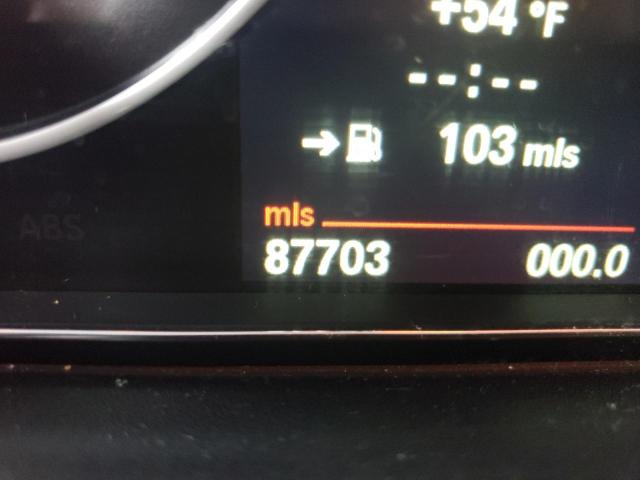 +54 °F
--:--
103 mls
ABS
mls
87703 000.0